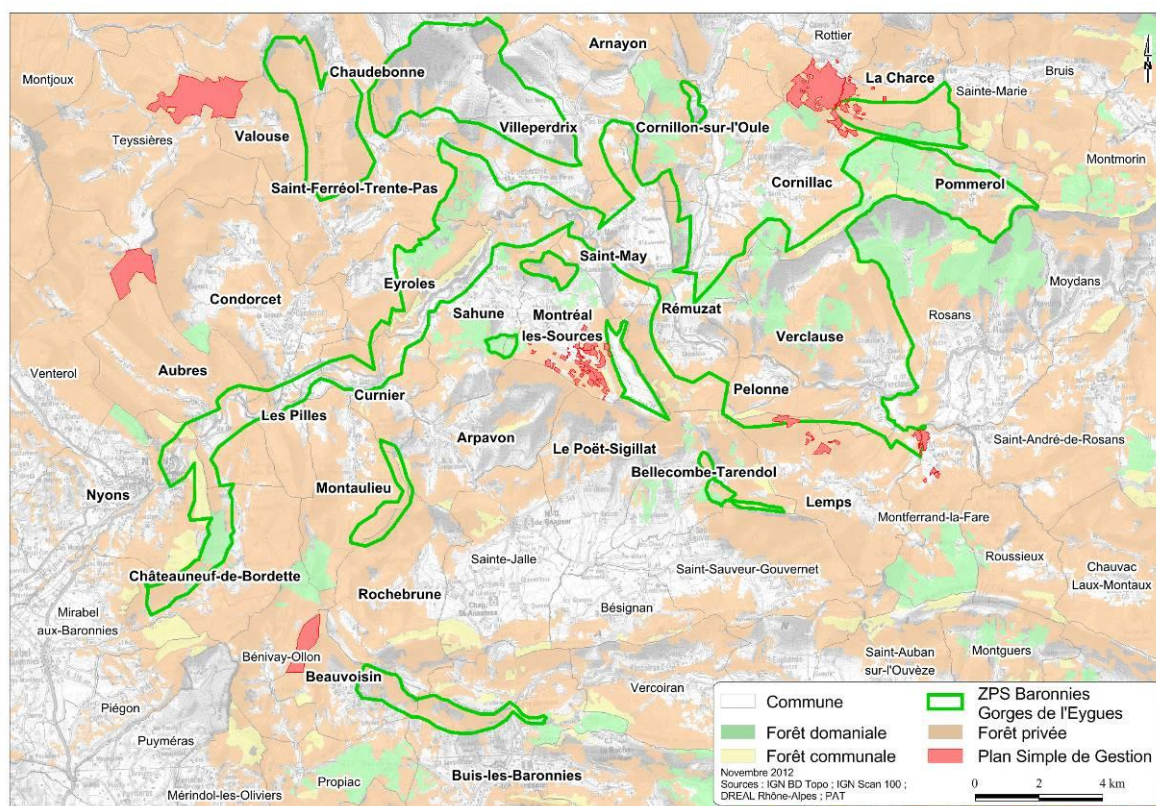 Rottier
Arnayon
La Charce
Bruis
Montjoux
Chaudebonne
Sainte-Marie
Teyssières
Valouse
Villeperdrix
Cornillon-sur-l'Oule
Montmorin
Saint-Ferréol-Trente-Pas
Cornillac
Pommerol
Saint-May
Eyroles
Moydans
Condorcet
Sahune
Montréal
les-Sources
Rémuzat
Rosans
Verclause
Venterol
Aubres
Curnier
Pelonne
Les Pilles
Arpavon
Le Poët-Sigillat
Saint-André-de-Rosans
Bellecombe-Tarendol
Nyons
Montaulieu
Lemps
Montferrand-la-Fare
Sainte-Jalle
Roussieux
Châteauneuf-de-Bordette
Saint-Sauveur-Gouvernet
Chauvac
Laux-Montaux
Rochebrune
Bésignan
Mirabel
aux-Baronnies
Bénivay-Ollon
Saint-Auban
sur-l'Ouvèze
Montguers
Beauvoisin
Vercoiran
Piégon
Puyméras
Buis-les-Baronnies
Propiac
Mérindol-les-Oliviers
Commune
Forêt domaniale
Forêt communale
ZPS Baronnies
Gorges de l'Eygues
Forêt privée
Plan Simple de Gestion
Novembre 2012
Sources : IGN BD Topo ; IGN Scan 100 ;
DREAL Rhône-Alpes ; PAT
0 2 4 km
N